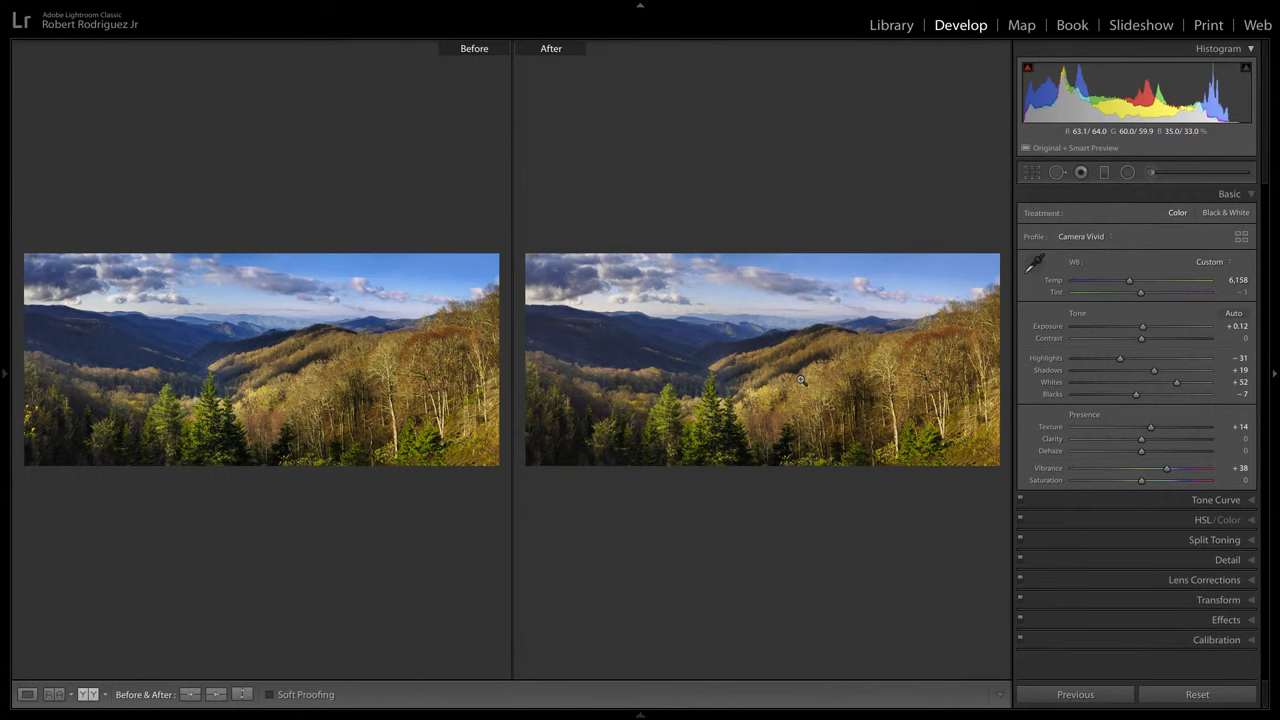 Lr
Adobe Lightroom Classic
Robert Rodriguez Jr
Library | Develop | Map | Book | Slideshow | Print | Web
Before
After
Histogram
R 63.1/ 64.0 G 60.0/ 59.9 B 35.0/ 33.0 %
Original + Smart Preview
Basic
Treatment : Color Black & White
Profile : Camera Vivid
WB : Custom
Temp 6,158
Tint − 1
Tone Auto
Exposure + 0.12
Contrast 0
Highlights − 31
Shadows + 19
Whites + 52
Blacks − 7
Presence
Texture + 14
Clarity 0
Dehaze 0
Vibrance + 38
Saturation 0
Tone Curve
HSL / Color
Split Toning
Detail
Lens Corrections
Transform
Effects
Calibration
R A Y Y Before & After : Soft Proofing
Previous Reset